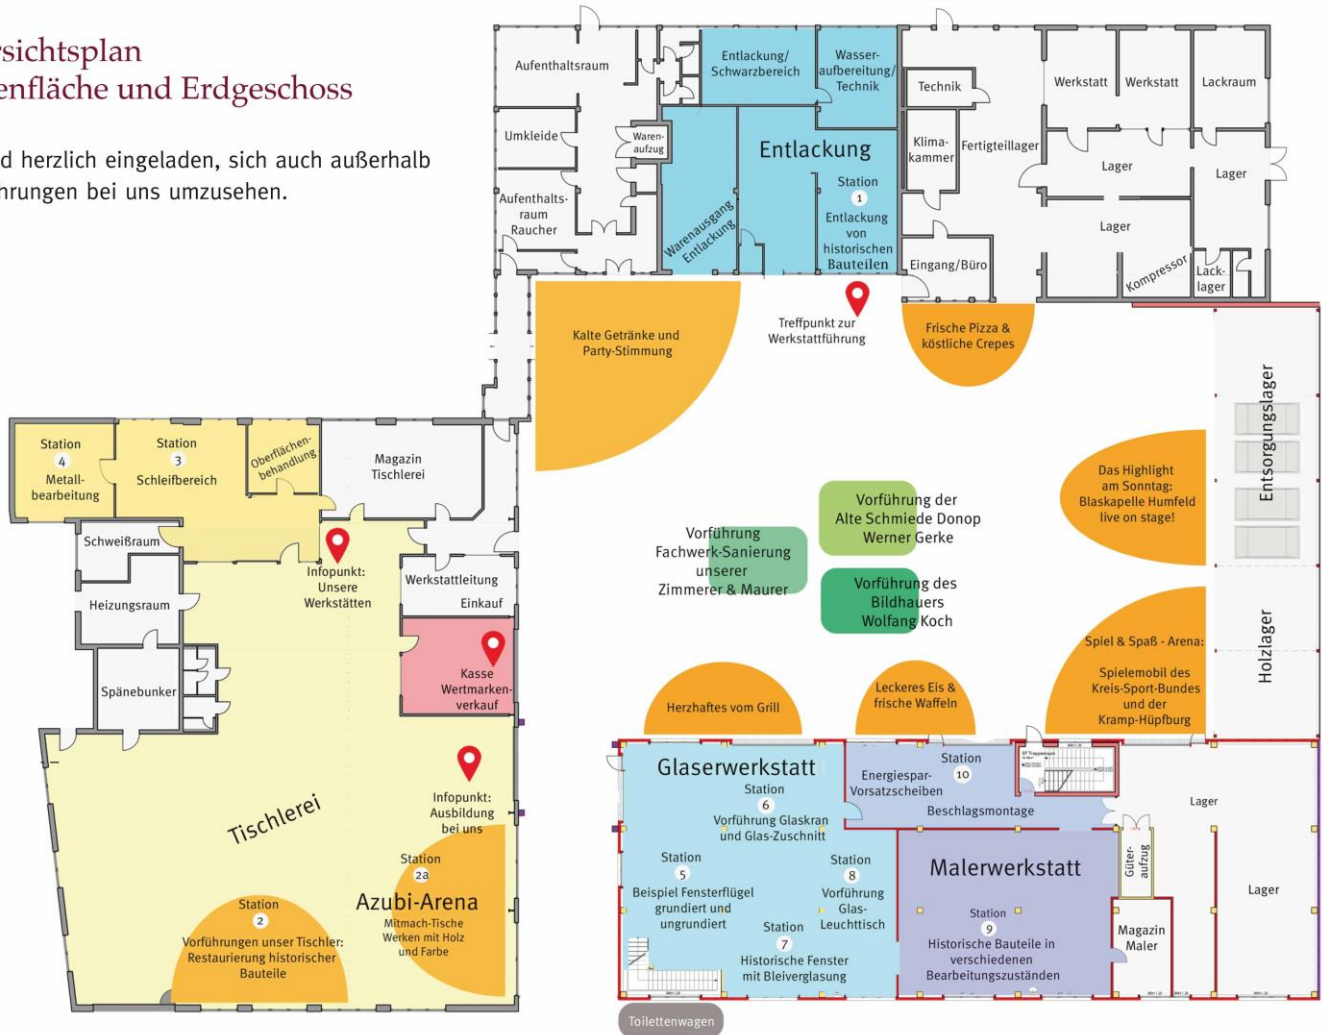 rsichtsplan
enfläche und Erdgeschoss
d herzlich eingeladen, sich auch außerhalb
hrungen bei uns umzusehen.
Aufenthaltsraum
Umkleide
Waren-
aufzug
Aufenthalts-
raum
Raucher
Entlackung/
Schwarzbereich
Wasser-
aufbereitung/
Technik
Entlackung
Station
1
Entlackung
von
historischen
Bauteilen
Warenausgang
Entlackung
Technik
Klima-
kammer
Fertigteillager
Eingang/Büro
Werkstatt
Werkstatt
Lackraum
Lager
Lager
Lager
Kompressor
Lack-
lager
Kalte Getränke und
Party-Stimmung
Treffpunkt zur
Werkstattführung
Frische Pizza &
köstliche Crepes
Entsorgungslager
Holzlager
Das Highlight
am Sonntag:
Blaskapelle Humfeld
live on stage!
Vorführung der
Alte Schmiede Donop
Werner Gerke
Vorführung
Fachwerk-Sanierung
unserer
Zimmerer & Maurer
Vorführung des
Bildhauers
Wolfang Koch
Spiel & Spaß - Arena:
Spielemobil des
Kreis-Sport-Bundes
und der
Kramp-Hüpfburg
Herzhaftes vom Grill
Leckeres Eis &
frische Waffeln
Station
4
Metall-
bearbeitung
Station
3
Schleifbereich
Oberflächen-
behandlung
Magazin
Tischlerei
Schweißraum
Heizungsraum
Spänebunker
Infopunkt:
Unsere
Werkstätten
Werkstattleitung
Einkauf
Kasse
Wertmarken-
verkauf
Infopunkt:
Ausbildung
bei uns
Tischlerei
Station
2
Vorführungen unser Tischler:
Restaurierung historischer
Bauteile
Station
2a
Azubi-Arena
Mitmach-Tische
Werken mit Holz
und Farbe
Glaserwerkstatt
Station
6
Vorführung Glaskran
und Glas-Zuschnitt
Station
5
Beispiel Fensterflügel
grundiert und
ungrundiert
Station
8
Vorführung
Glas-
Leuchttisch
Station
7
Historische Fenster
mit Bleiverglasung
Energiespar-
Vorsatzscheiben
Station
10
Beschlagsmontage
Malerwerkstatt
Station
9
Historische Bauteile in
verschiedenen
Bearbeitungszuständen
Lager
Güter-
aufzug
Magazin
Maler
Lager
Toilettenwagen